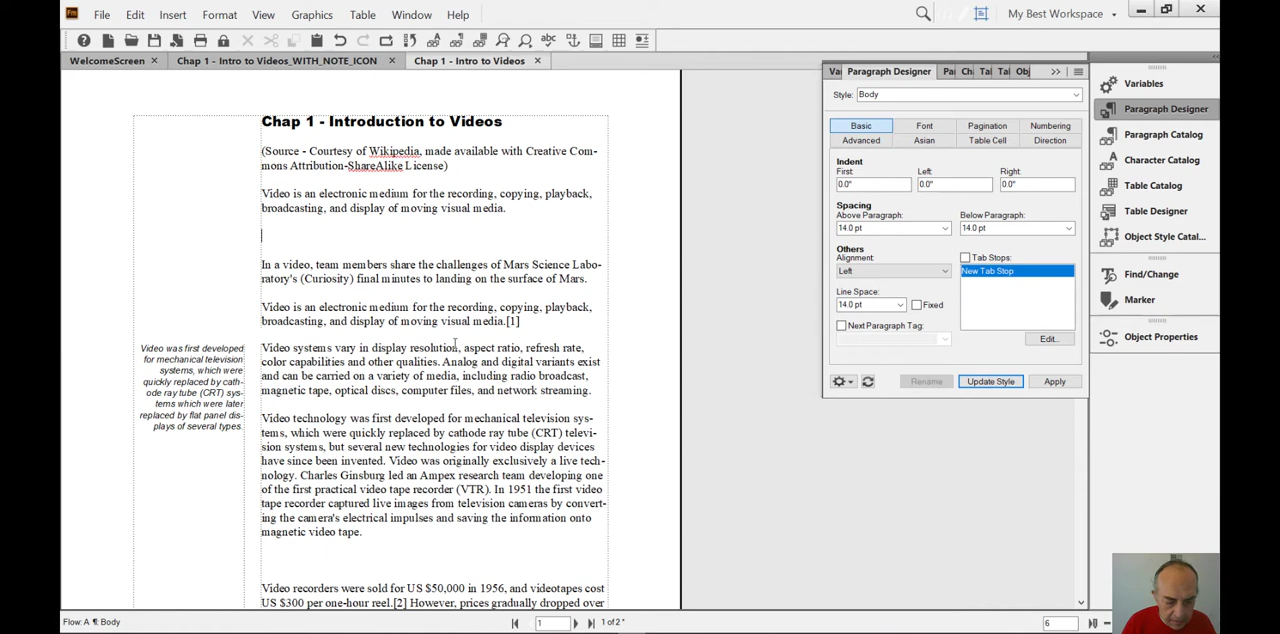 Fm File Edit Insert Format View Graphics Table Window Help My Best Workspace
WelcomeScreen Chap 1 - Intro to Videos_WITH_NOTE_ICON Chap 1 - Intro to Videos
Chap 1 - Introduction to Videos
(Source - Courtesy of Wikipedia, made available with Creative Com-
mons Attribution-ShareAlike License)
Video is an electronic medium for the recording, copying, playback,
broadcasting, and display of moving visual media.
In a video, team members share the challenges of Mars Science Labo-
ratory's (Curiosity) final minutes to landing on the surface of Mars.
Video is an electronic medium for the recording, copying, playback,
broadcasting, and display of moving visual media.[1]
Video was first developed
for mechanical television
systems, which were
quickly replaced by cath-
ode ray tube (CRT) sys-
tems which were later
replaced by flat panel dis-
plays of several types.
Video systems vary in display resolution, aspect ratio, refresh rate,
color capabilities and other qualities. Analog and digital variants exist
and can be carried on a variety of media, including radio broadcast,
magnetic tape, optical discs, computer files, and network streaming.
Video technology was first developed for mechanical television sys-
tems, which were quickly replaced by cathode ray tube (CRT) televi-
sion systems, but several new technologies for video display devices
have since been invented. Video was originally exclusively a live tech-
nology. Charles Ginsburg led an Ampex research team developing one
of the first practical video tape recorder (VTR). In 1951 the first video
tape recorder captured live images from television cameras by convert-
ing the camera's electrical impulses and saving the information onto
magnetic video tape.
Video recorders were sold for US $50,000 in 1956, and videotapes cost
US $300 per one-hour reel.[2] However, prices gradually dropped over
Va Paragraph Designer Pa Ch Tal Tal Obj >>
Style: Body
Basic Font Pagination Numbering
Advanced Asian Table Cell Direction
Indent
First Left Right
0.0" 0.0" 0.0"
Spacing
Above Paragraph: Below Paragraph:
14.0 pt 14.0 pt
Others
Alignment: Tab Stops:
Left New Tab Stop
Line Space:
14.0 pt Fixed
Next Paragraph Tag:
Edit...
Rename Update Style Apply
Variables
Paragraph Designer
Paragraph Catalog
Character Catalog
Table Catalog
Table Designer
Object Style Catal...
Find/Change
Marker
Object Properties
Flow: A ¶: Body 1 1 of 2* 6